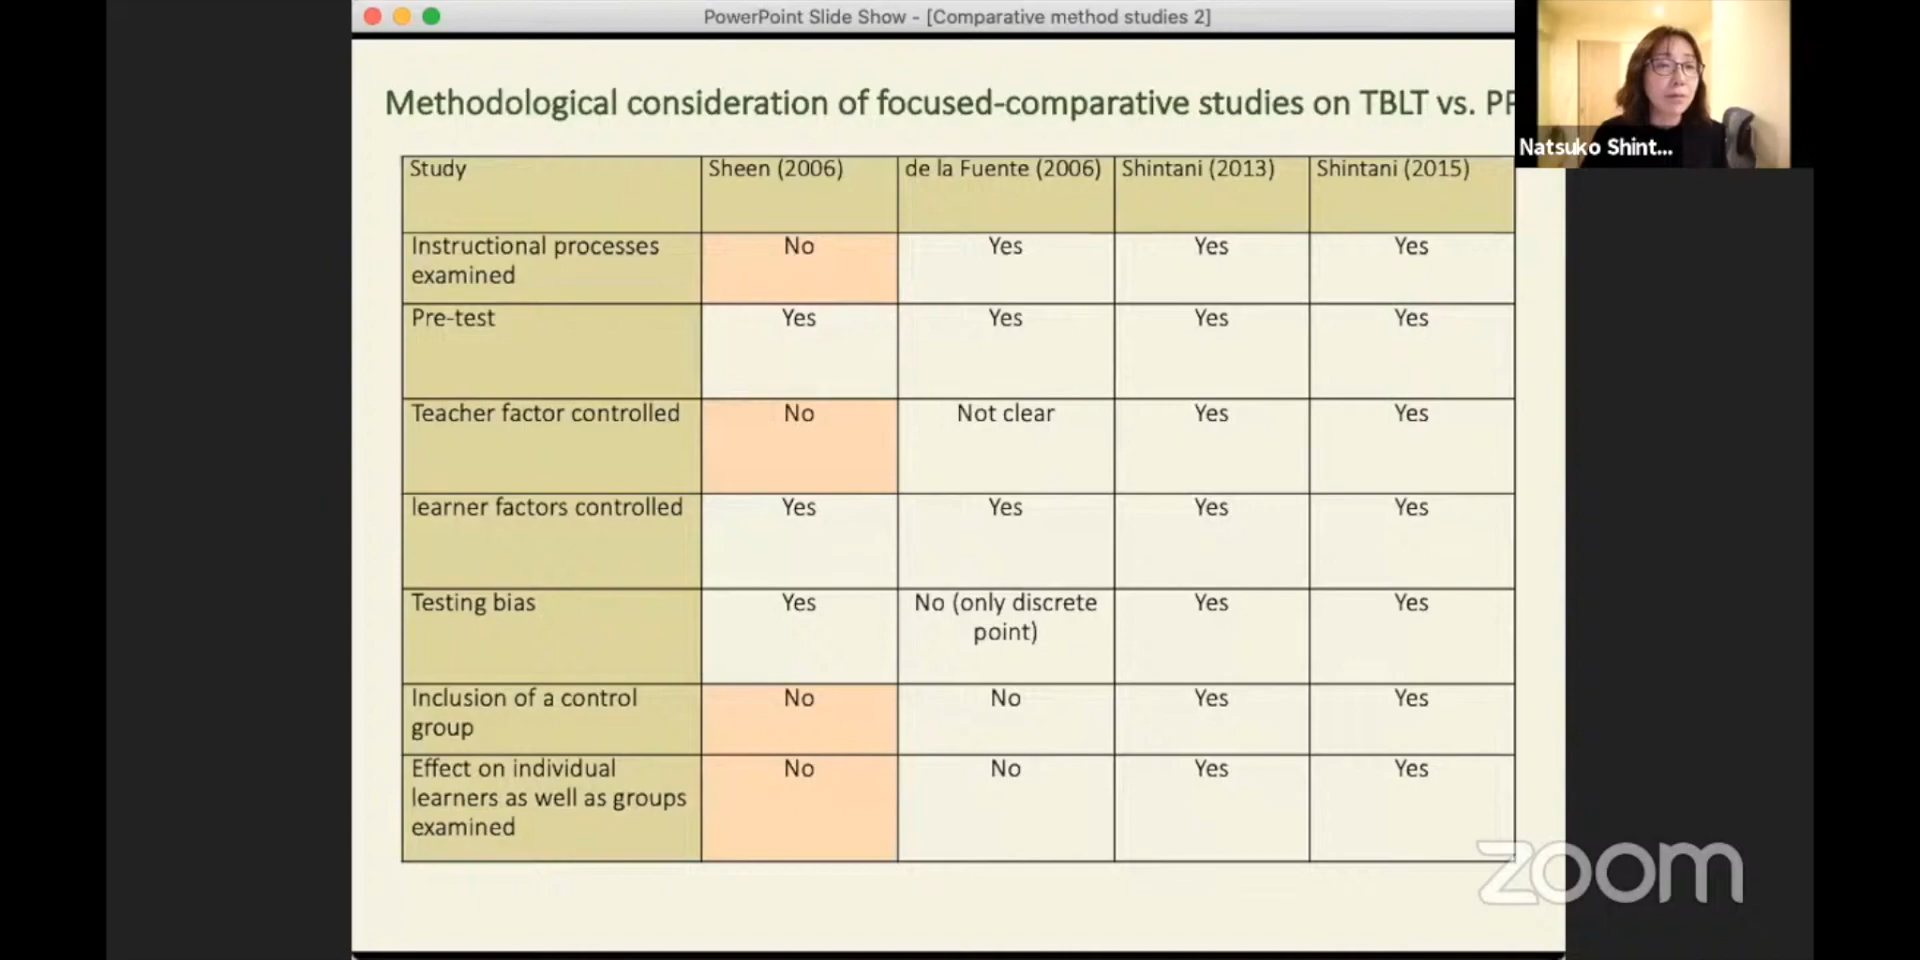 PowerPoint Slide Show - [Comparative method studies 2]
Methodological consideration of focused-comparative studies on TBLT vs. PP
Natsuko Shint...
Study Sheen (2006) de la Fuente (2006) Shintani (2013) Shintani (2015)
Instructional processes examined No Yes Yes Yes
Pre-test Yes Yes Yes Yes
Teacher factor controlled No Not clear Yes Yes
learner factors controlled Yes Yes Yes Yes
Testing bias Yes No (only discrete point) Yes Yes
Inclusion of a control group No No Yes Yes
Effect on individual learners as well as groups examined No No Yes Yes
zoom